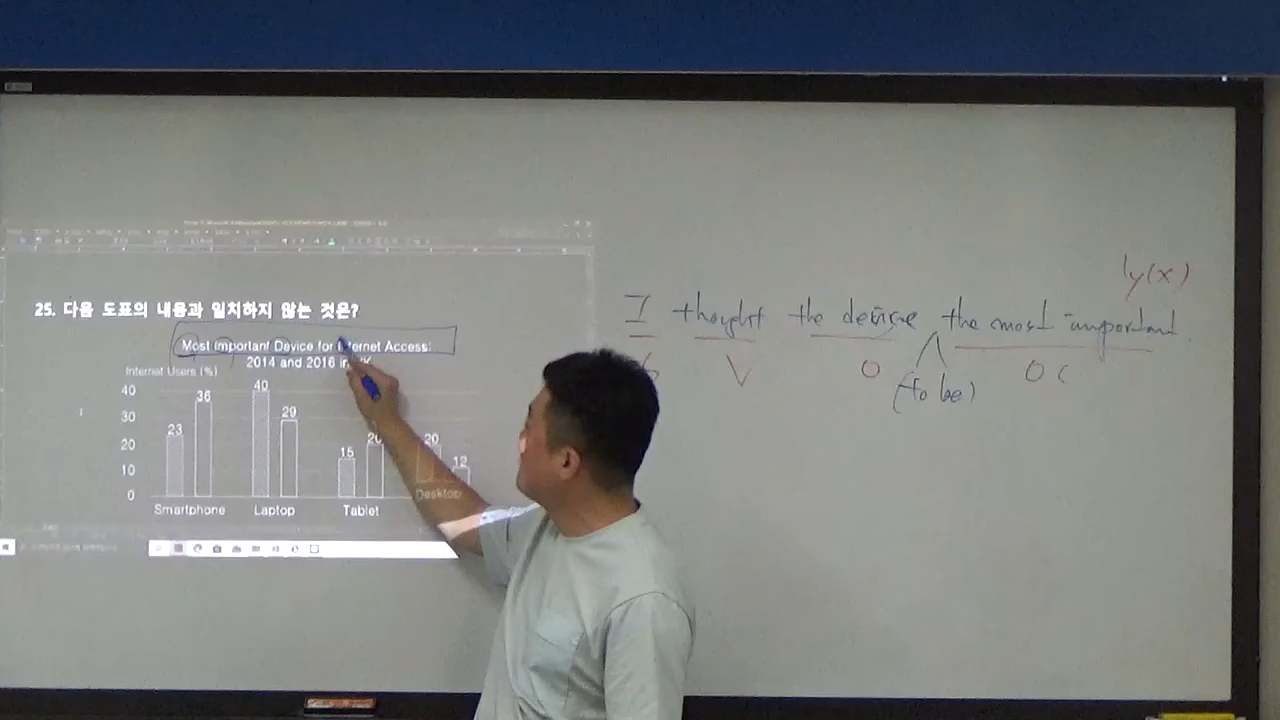 25. 다음 도표의 내용과 일치하지 않는 것은?
Most Important Device for Internet Access:
2014 and 2016 in UK
Internet Users (%)
40
30
20
10
0
23
36
40
29
15
20
20
12
Smartphone
Laptop
Tablet
Desktop
ly(x)
I thought the device the most important.
V O OC
(to be)